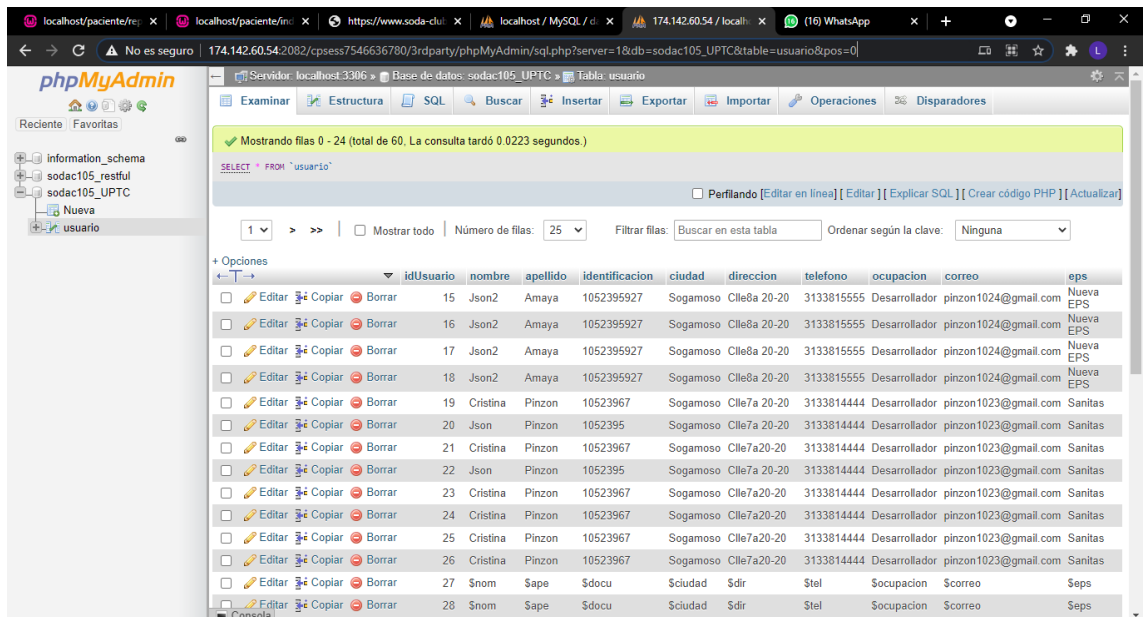 localhost/paciente/rep
localhost/paciente/ind
https://www.soda-club
localhost / MySQL / d
174.142.60.54 / localh
(16) WhatsApp
No es seguro 174.142.60.54:2082/cpsess7546636780/3rdparty/phpMyAdmin/sql.php?server=1&db=sodac105_UPTC&table=usuario&pos=0
L
phpMyAdmin
Reciente Favoritas
information_schema
sodac105_restful
sodac105_UPTC
Nueva
usuario
Servidor: localhost:3306 » Base de datos: sodac105_UPTC » Tabla: usuario
Examinar Estructura SQL Buscar Insertar Exportar Importar Operaciones Disparadores
Mostrando filas 0 - 24 (total de 60, La consulta tardó 0.0223 segundos.)
SELECT * FROM `usuario`
Perfilando [Editar en línea] [ Editar ] [ Explicar SQL ] [ Crear código PHP ] [ Actualizar]
1 > >> | Mostrar todo | Número de filas: 25 Filtrar filas: Buscar en esta tabla Ordenar según la clave: Ninguna
+ Opciones
←T→ idUsuario nombre apellido identificacion ciudad direccion telefono ocupacion correo eps
Editar Copiar Borrar 15 Json2 Amaya 1052395927 Sogamoso Clle8a 20-20 3133815555 Desarrollador pinzon1024@gmail.com Nueva EPS
Editar Copiar Borrar 16 Json2 Amaya 1052395927 Sogamoso Clle8a 20-20 3133815555 Desarrollador pinzon1024@gmail.com Nueva EPS
Editar Copiar Borrar 17 Json2 Amaya 1052395927 Sogamoso Clle8a 20-20 3133815555 Desarrollador pinzon1024@gmail.com Nueva EPS
Editar Copiar Borrar 18 Json2 Amaya 1052395927 Sogamoso Clle8a 20-20 3133815555 Desarrollador pinzon1024@gmail.com Nueva EPS
Editar Copiar Borrar 19 Cristina Pinzon 10523967 Sogamoso Clle7a 20-20 3133814444 Desarrollador pinzon1023@gmail.com Sanitas
Editar Copiar Borrar 20 Json Pinzon 1052395 Sogamoso Clle7a 20-20 3133814444 Desarrollador pinzon1023@gmail.com Sanitas
Editar Copiar Borrar 21 Cristina Pinzon 10523967 Sogamoso Clle7a20-20 3133814444 Desarrollador pinzon1023@gmail.com Sanitas
Editar Copiar Borrar 22 Json Pinzon 1052395 Sogamoso Clle7a 20-20 3133814444 Desarrollador pinzon1023@gmail.com Sanitas
Editar Copiar Borrar 23 Cristina Pinzon 10523967 Sogamoso Clle7a20-20 3133814444 Desarrollador pinzon1023@gmail.com Sanitas
Editar Copiar Borrar 24 Cristina Pinzon 10523967 Sogamoso Clle7a20-20 3133814444 Desarrollador pinzon1023@gmail.com Sanitas
Editar Copiar Borrar 25 Cristina Pinzon 10523967 Sogamoso Clle7a20-20 3133814444 Desarrollador pinzon1023@gmail.com Sanitas
Editar Copiar Borrar 26 Cristina Pinzon 10523967 Sogamoso Clle7a20-20 3133814444 Desarrollador pinzon1023@gmail.com Sanitas
Editar Copiar Borrar 27 $nom $ape $docu $ciudad $dir $tel $ocupacion $correo $eps
Editar Copiar Borrar 28 $nom $ape $docu $ciudad $dir $tel $ocupacion $correo $eps
Consola